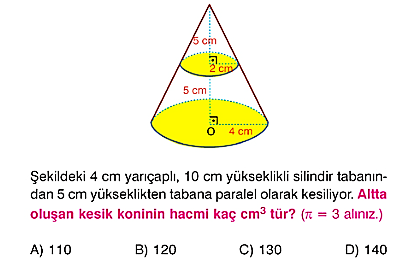 5 cm
2 cm
5 cm
O
4 cm
Şekildeki 4 cm yarıçaplı, 10 cm yükseklikli silindir tabanın-
dan 5 cm yükseklikten tabana paralel olarak kesiliyor. Altta
oluşan kesik koninin hacmi kaç cm³ tür? (π = 3 alınız.)
A) 110 B) 120 C) 130 D) 140